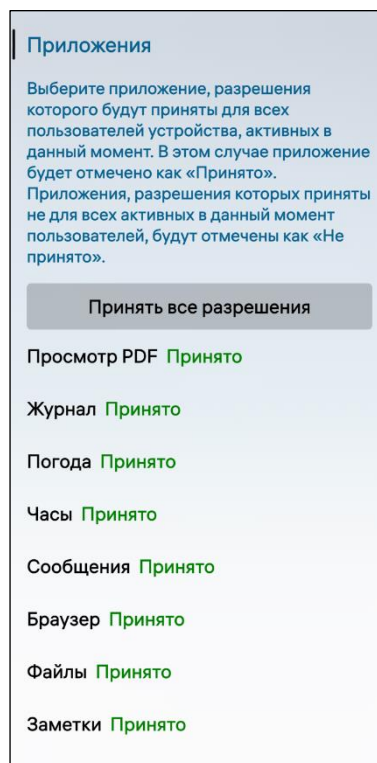 Приложения
Выберите приложение, разрешения
которого будут приняты для всех
пользователей устройства, активных в
данный момент. В этом случае приложение
будет отмечено как «Принято».
Приложения, разрешения которых приняты
не для всех активных в данный момент
пользователей, будут отмечены как «Не
принято».
Принять все разрешения
Просмотр PDF Принято
Журнал Принято
Погода Принято
Часы Принято
Сообщения Принято
Браузер Принято
Файлы Принято
Заметки Принято